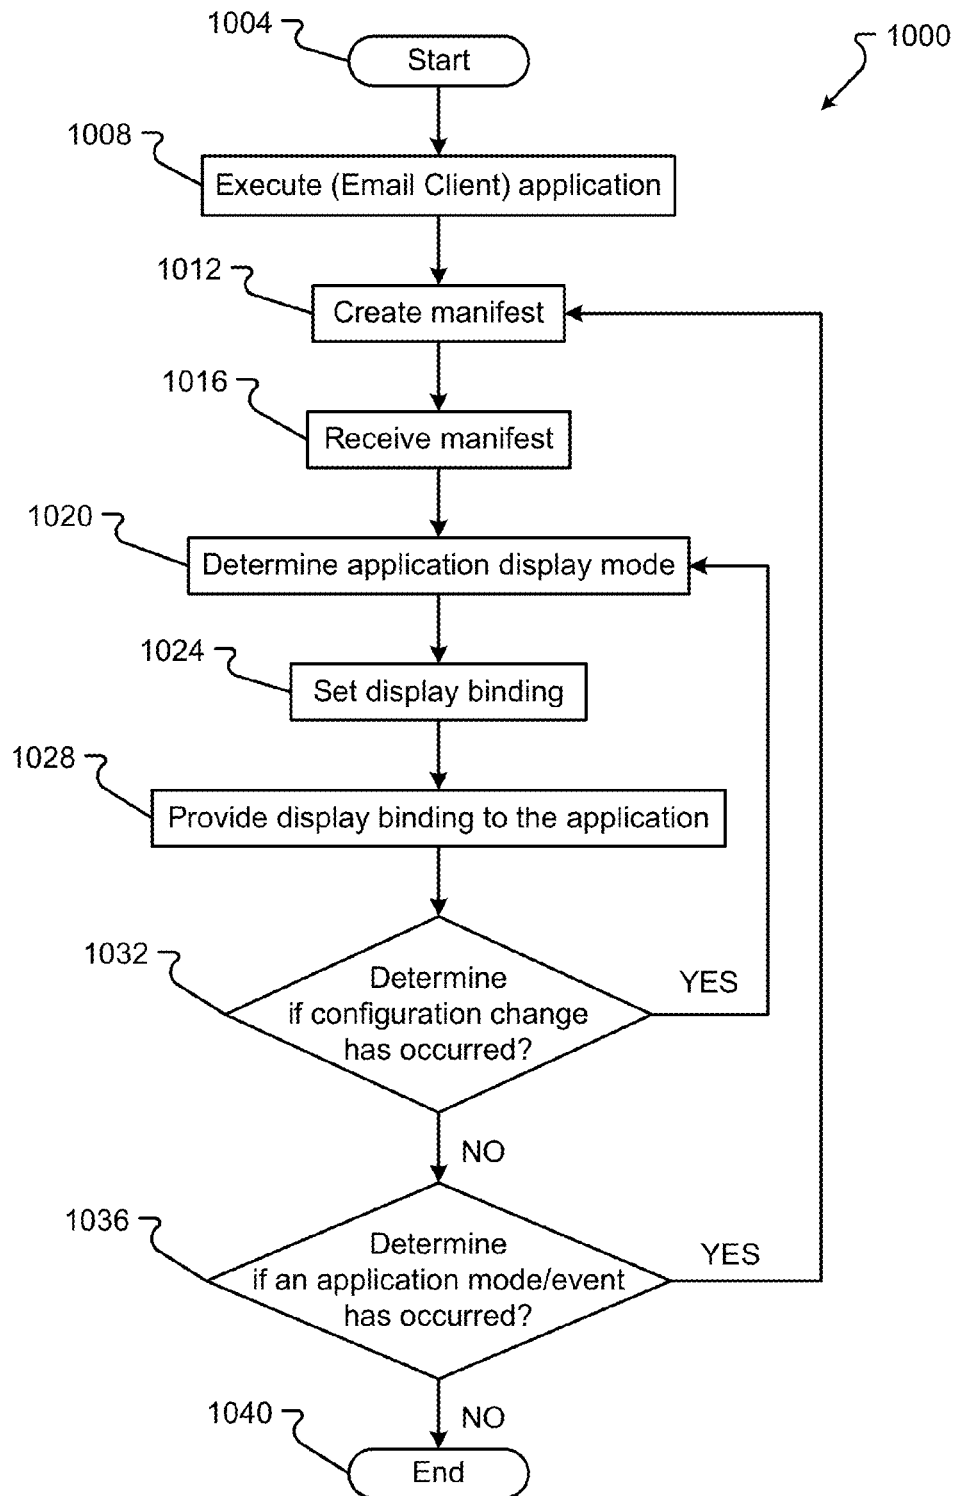 1004
Start
1000
1008
Execute (Email Client) application
1012
Create manifest
1016
Receive manifest
1020
Determine application display mode
1024
Set display binding
1028
Provide display binding to the application
1032
Determine
if configuration change
has occurred?
YES
NO
1036
Determine
if an application mode/event
has occurred?
YES
NO
1040
End